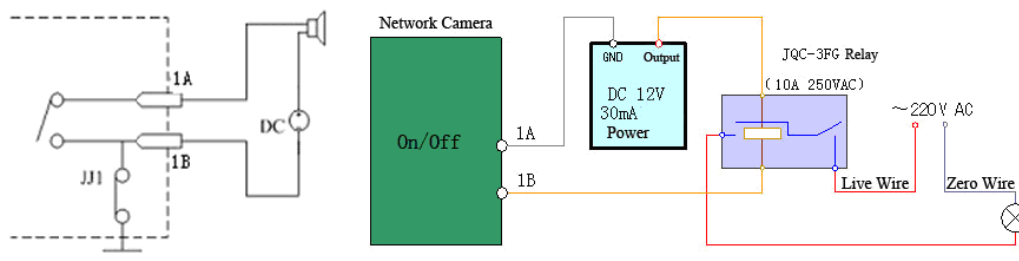 1A
DC
1B
JJ1
Network Camera
On/Off
1A
1B
GND Output
DC 12V
30mA
Power
JQC-3FG Relay
(10A 250VAC)
~220V AC
Live Wire
Zero Wire